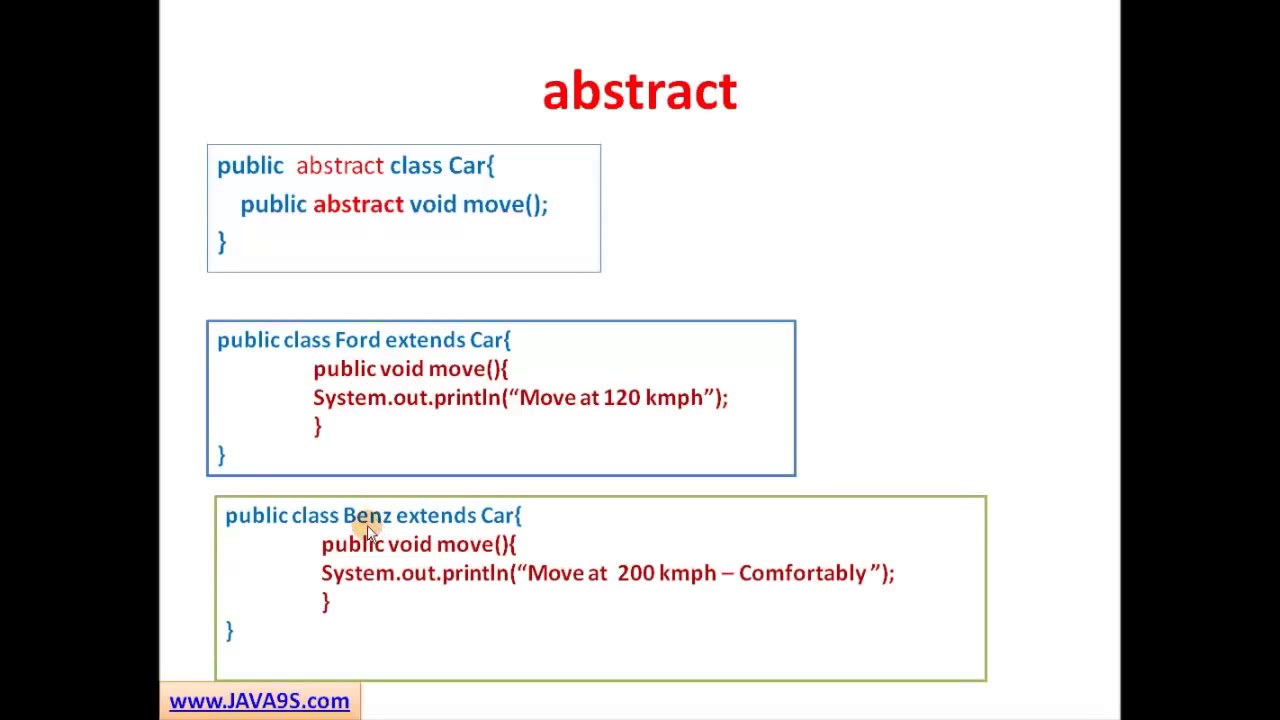 abstract
public abstract class Car{
public abstract void move();
}
public class Ford extends Car{
public void move(){
System.out.println(“Move at 120 kmph”);
}
}
public class Benz extends Car{
public void move(){
System.out.println(“Move at 200 kmph – Comfortably ”);
}
}
www.JAVA9S.com